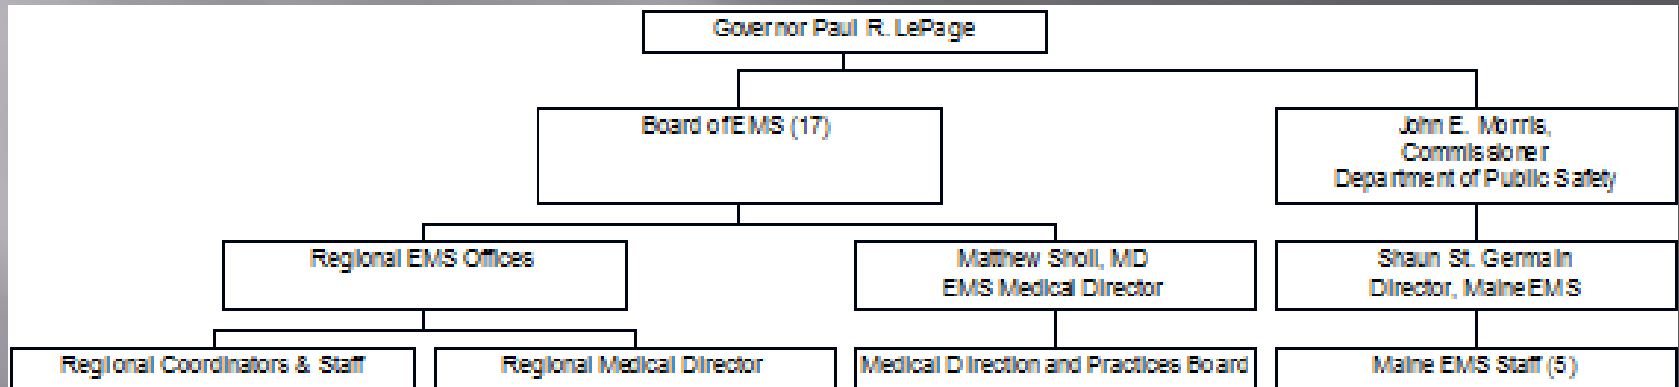 Governor Paul R. LePage
Board of EMS (17)
John E. Morris,
Commissioner
Department of Public Safety
Regional EMS Offices
Matthew Sholl, MD
EMS Medical Director
Shaun St. Germain
Director, Maine EMS
Regional Coordinators & Staff
Regional Medical Director
Medical Direction and Practices Board
Maine EMS Staff (5)